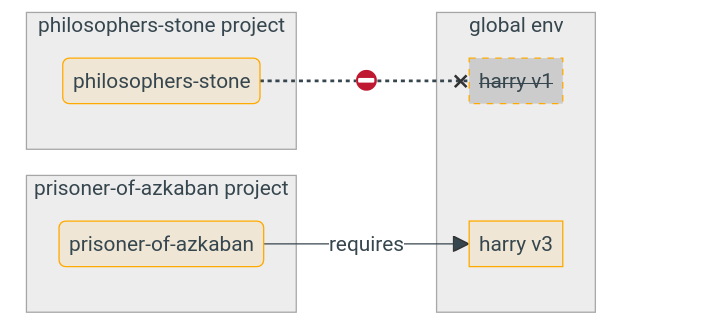 philosophers-stone project
global env
philosophers-stone
harry v1
prisoner-of-azkaban project
prisoner-of-azkaban
requires
harry v3